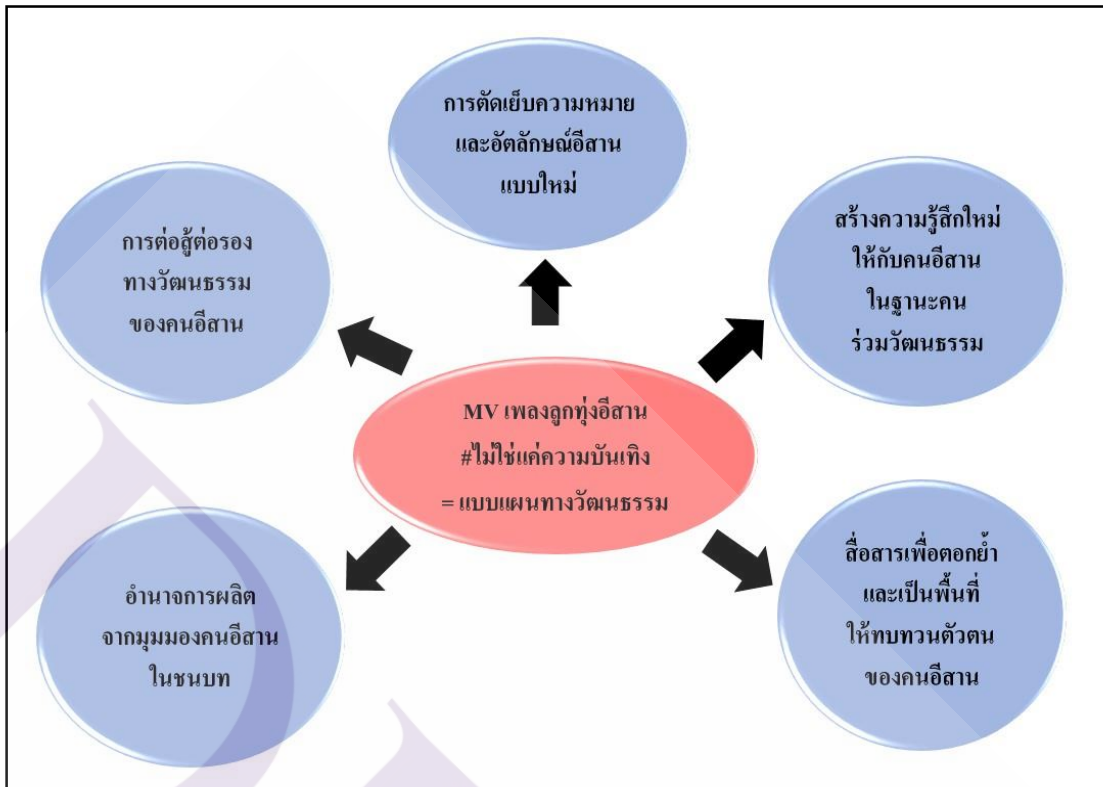 การตัดเย็บความหมาย
และอัตลักษณ์อีสาน
แบบใหม่
การต่อสู้ต่อรอง
ทางวัฒนธรรม
ของคนอีสาน
สร้างความรู้สึกใหม่
ให้กับคนอีสาน
ในฐานะคน
ร่วมวัฒนธรรม
MV เพลงลูกทุ่งอีสาน
#ไม่ใช่แค่ความบันเทิง
= แบบแผนทางวัฒนธรรม
อำนาจการผลิต
จากมุมมองคนอีสาน
ในชนบท
สื่อสารเพื่อตอกย้ำ
และเป็นพื้นที่
ให้ทบทวนตัวตน
ของคนอีสาน